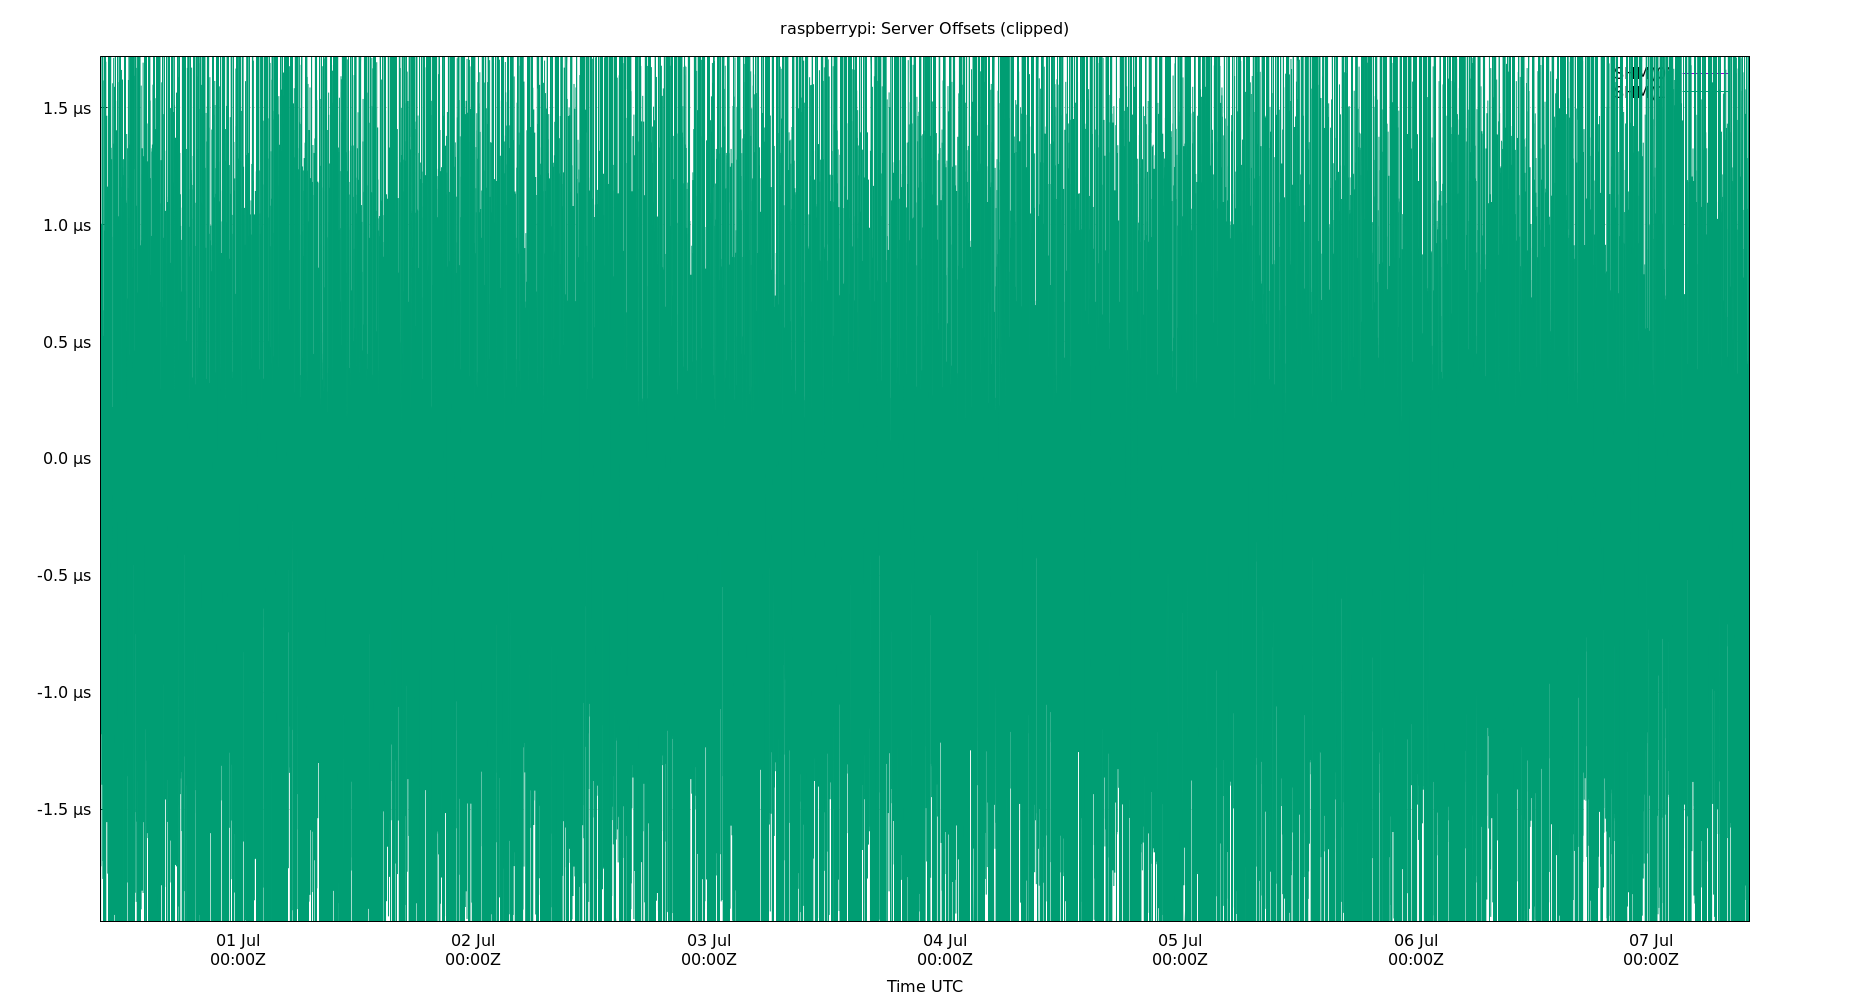 raspberrypi: Server Offsets (clipped)
1.5 µs
1.0 µs
0.5 µs
0.0 µs
-0.5 µs
-1.0 µs
-1.5 µs
01 Jul
00:00Z
02 Jul
00:00Z
03 Jul
00:00Z
04 Jul
00:00Z
05 Jul
00:00Z
06 Jul
00:00Z
07 Jul
00:00Z
Time UTC